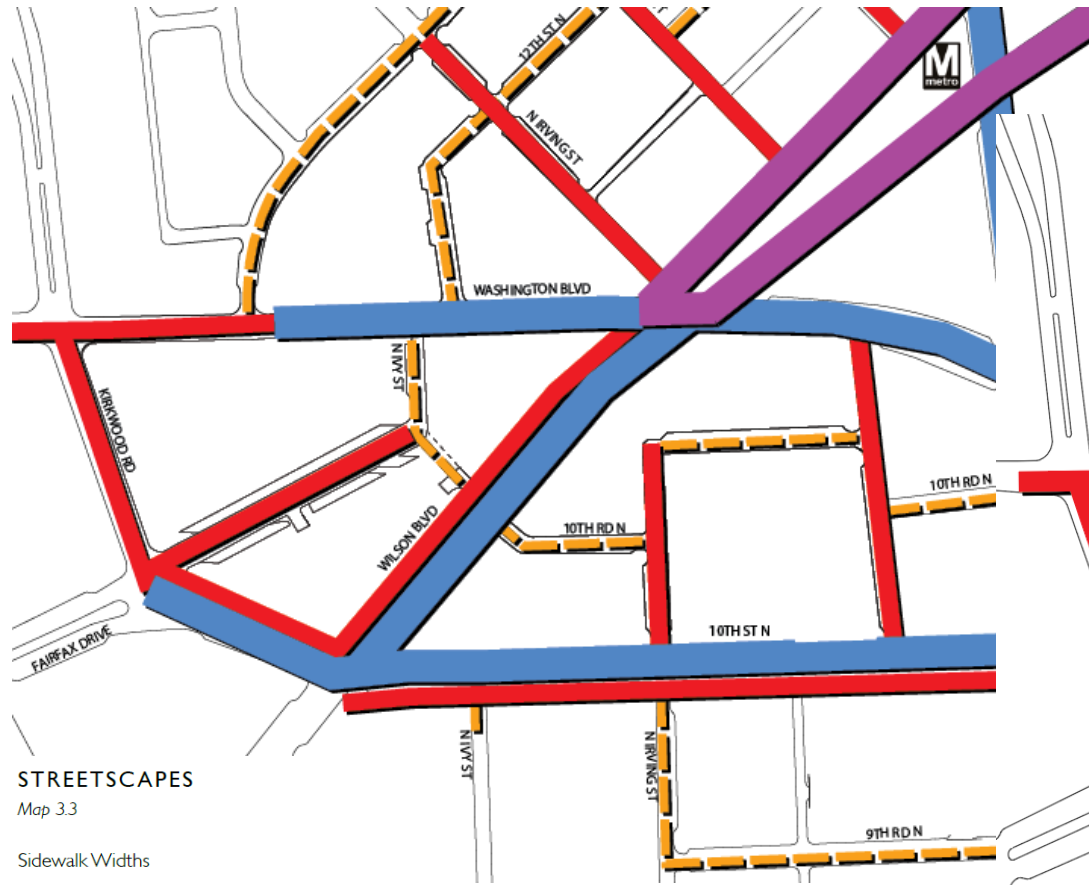 12TH ST N
M
metro
N IRVING ST
WASHINGTON BLVD
N IVY ST
KIRKWOOD RD
10TH RD N
WILSON BLVD
10TH RD N
10TH ST N
FAIRFAX DRIVE
N IVY ST
N IRVING ST
9TH RD N
STREETSCAPES
Map 3.3
Sidewalk Widths